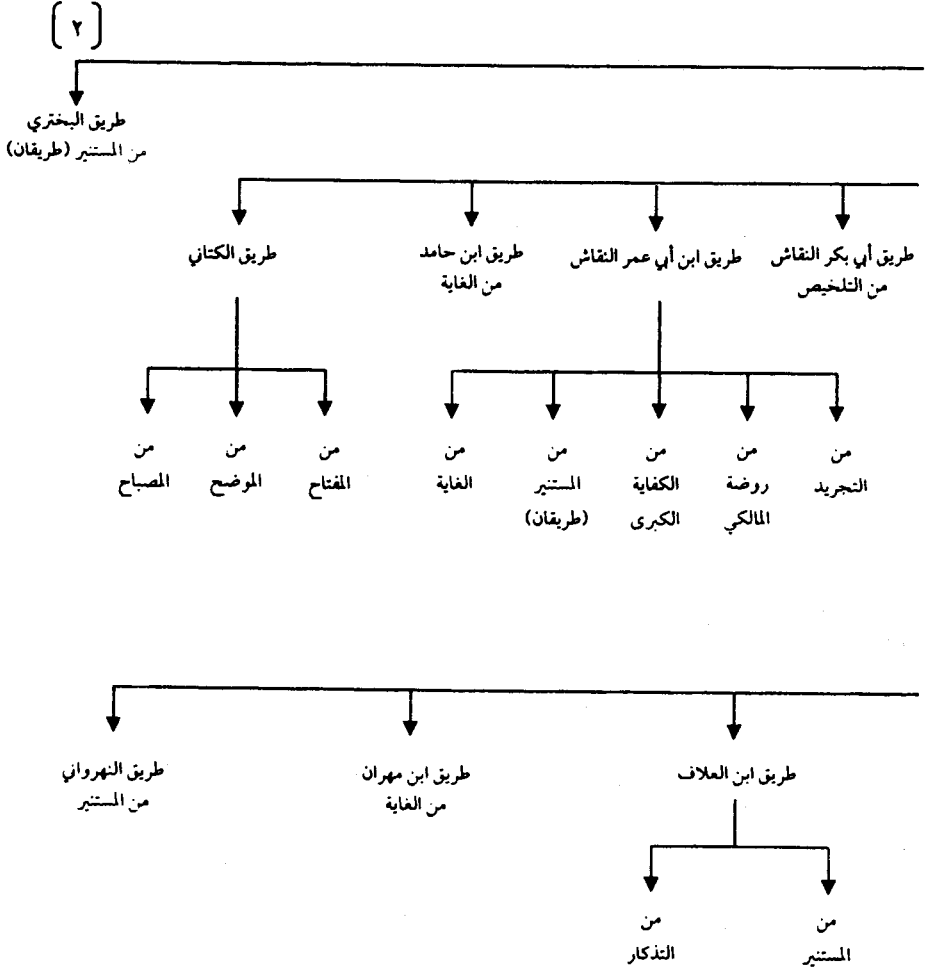 [٢]
طريق البختري
من المستنير (طريقان)
طريق أبي بكر النقاش
من التلخيص
طريق ابن أبي عمر النقاش
طريق ابن حامد
من الغاية
طريق الكتاني
من
التجريد
من
روضة
المالكي
من
الكفاية
الكبرى
من
المستنير
(طريقان)
من
الغاية
من
المفتاح
من
الموضح
من
المصباح
طريق ابن العلاف
طريق ابن مهران
من الغاية
طريق النهرواني
من المستنير
من
المستنير
من
التذكار